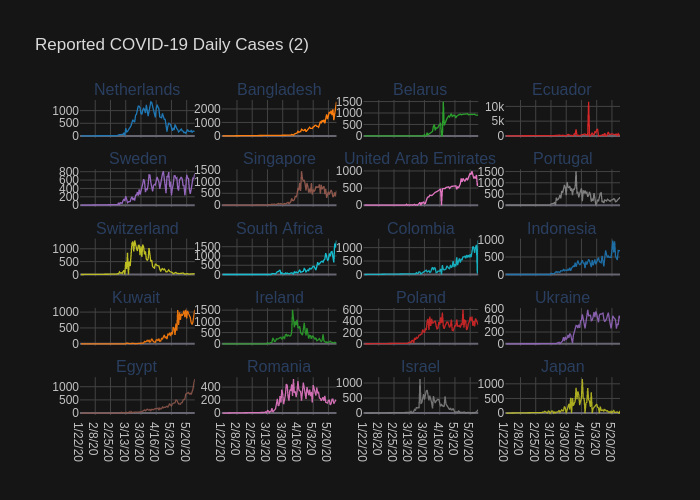 Reported COVID-19 Daily Cases (2)
Netherlands Bangladesh Belarus Ecuador
1000 500 0
2000 1000 0
1500 1000 500 0
10k 5k 0
Sweden Singapore United Arab Emirates Portugal
800 600 400 200 0
1500 1000 500 0
1000 500 0
1500 1000 500 0
Switzerland South Africa Colombia Indonesia
1000 500 0
1500 1000 500 0
1000 500 0
1000 500 0
Kuwait Ireland Poland Ukraine
1000 500 0
1500 1000 500 0
600 400 200 0
600 400 200 0
Egypt Romania Israel Japan
1000 500 0
400 200 0
1000 500 0
1000 500 0
1/22/20 2/8/20 2/25/20 3/13/20 3/30/20 4/16/20 5/3/20 5/20/20
1/22/20 2/8/20 2/25/20 3/13/20 3/30/20 4/16/20 5/3/20 5/20/20
1/22/20 2/8/20 2/25/20 3/13/20 3/30/20 4/16/20 5/3/20 5/20/20
1/22/20 2/8/20 2/25/20 3/13/20 3/30/20 4/16/20 5/3/20 5/20/20